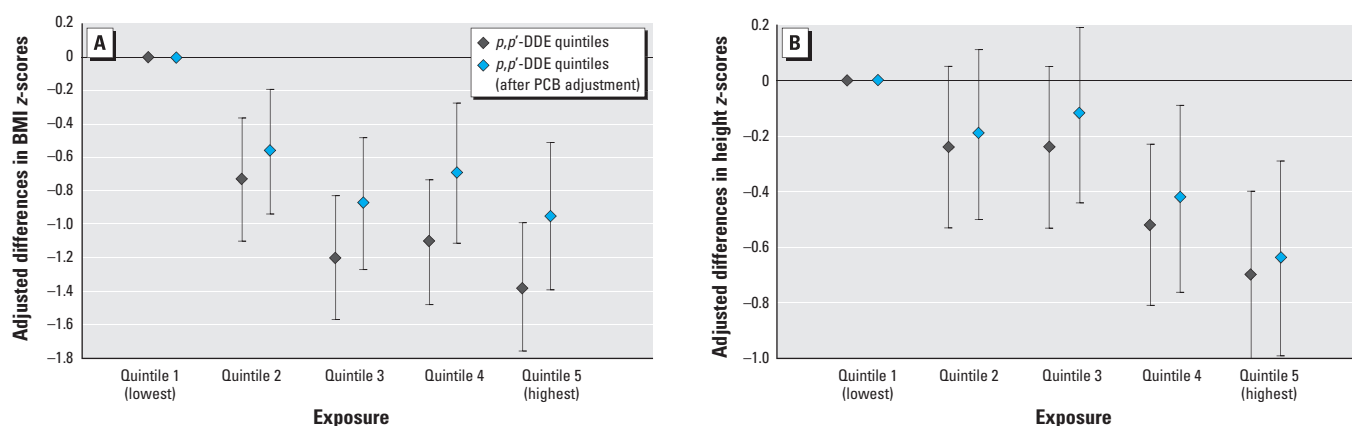 A
p,p′-DDE quintiles
p,p′-DDE quintiles
(after PCB adjustment)
Adjusted differences in BMI z-scores
0.2
0
–0.2
–0.4
–0.6
–0.8
–1.0
–1.2
–1.4
–1.6
–1.8
Quintile 1
(lowest)
Quintile 2
Quintile 3
Quintile 4
Quintile 5
(highest)
Exposure
B
Adjusted differences in height z-scores
0.2
0
–0.2
–0.4
–0.6
–0.8
–1.0
Quintile 1
(lowest)
Quintile 2
Quintile 3
Quintile 4
Quintile 5
(highest)
Exposure